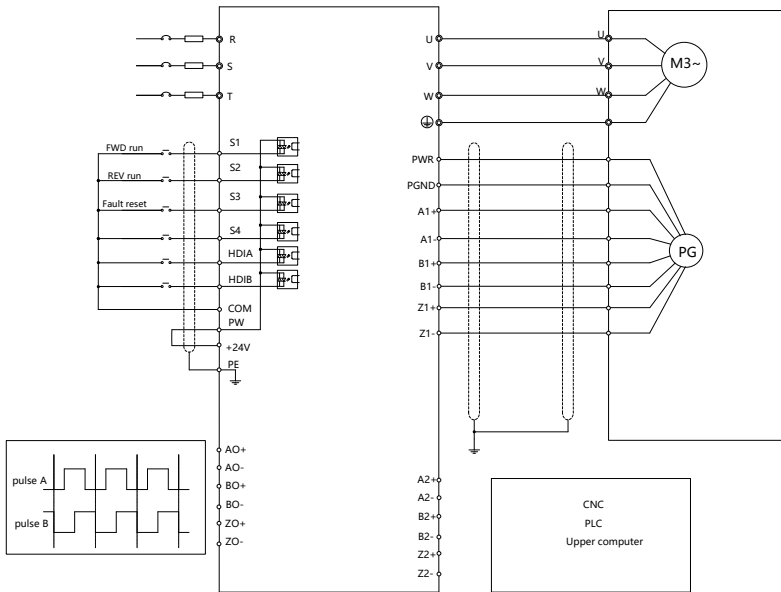 R
S
T
FWD run
REV run
Fault reset
S1
S2
S3
S4
HDIA
HDIB
COM
PW
+24V
PE
AO+
AO-
BO+
BO-
ZO+
ZO-
pulse A
pulse B
U
V
W
PWR
PGND
A1+
A1-
B1+
B1-
Z1+
Z1-
A2+
A2-
B2+
B2-
Z2+
Z2-
U
V
W
M3~
PG
CNC
PLC
Upper computer